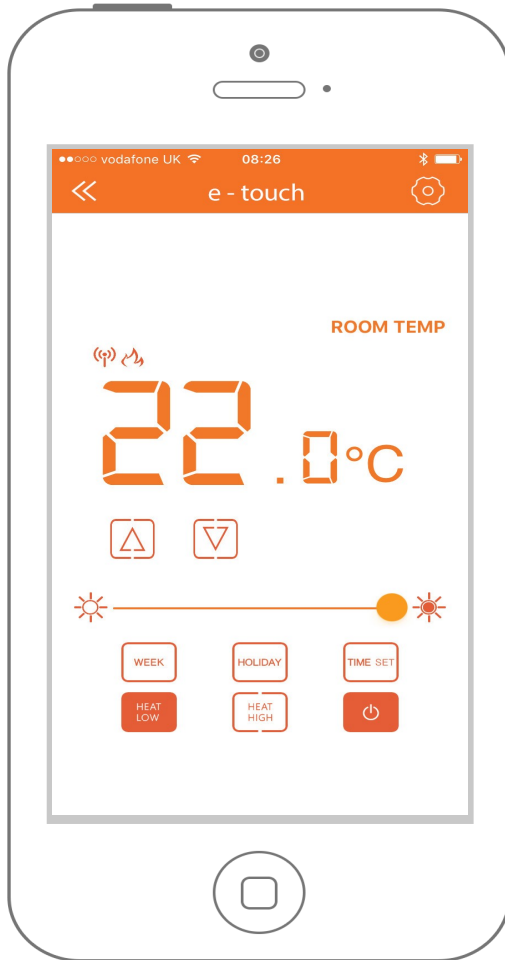 vodafone UK 08:26
e - touch
ROOM TEMP
22.0°C
WEEK HOLIDAY TIME SET
HEAT
LOW
HEAT
HIGH